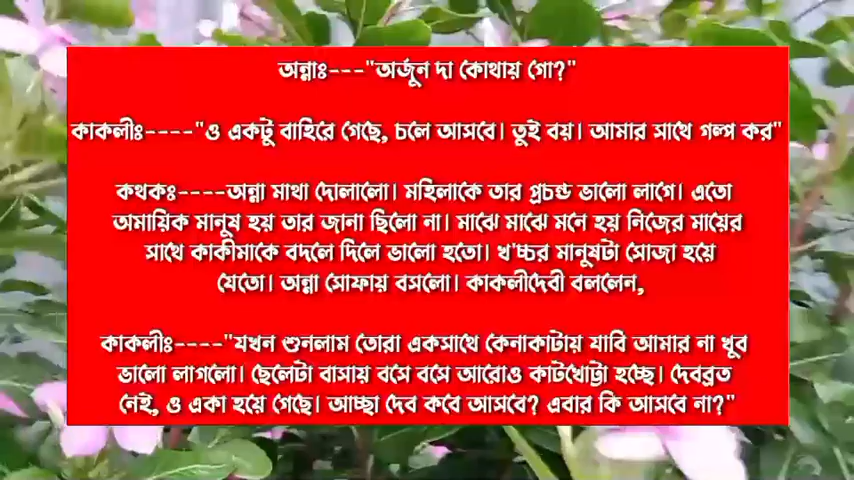 অন্নাঃ---"অর্জুন দা কোথায় গো?"
কাকলীঃ----"ও একটু বাহিরে গেছে, চলে আসবে। তুই বয়। আমার সাথে গল্প কর"
কথকঃ----অন্না মাথা দোলালো। মহিলাকে তার প্রচন্ড ভালো লাগে। এতো
অমায়িক মানুষ হয় তার জানা ছিলো না। মাঝে মাঝে মনে হয় নিজের মায়ের
সাথে কাকীমাকে বদলে দিলে ভালো হতো। খ'চ্চর মানুষটা সোজা হয়ে
যেতো। অন্না সোফায় বসলো। কাকলীদেবী বললেন,
কাকলীঃ----"যখন শুনলাম তোরা একসাথে কেনাকাটায় যাবি আমার না খুব
ভালো লাগলো। ছেলেটা বাসায় বসে বসে আরোও কাটখোট্টা হচ্ছে। দেবব্রত
নেই, ও একা হয়ে গেছে। আচ্ছা দেব কবে আসবে? এবার কি আসবে না?"